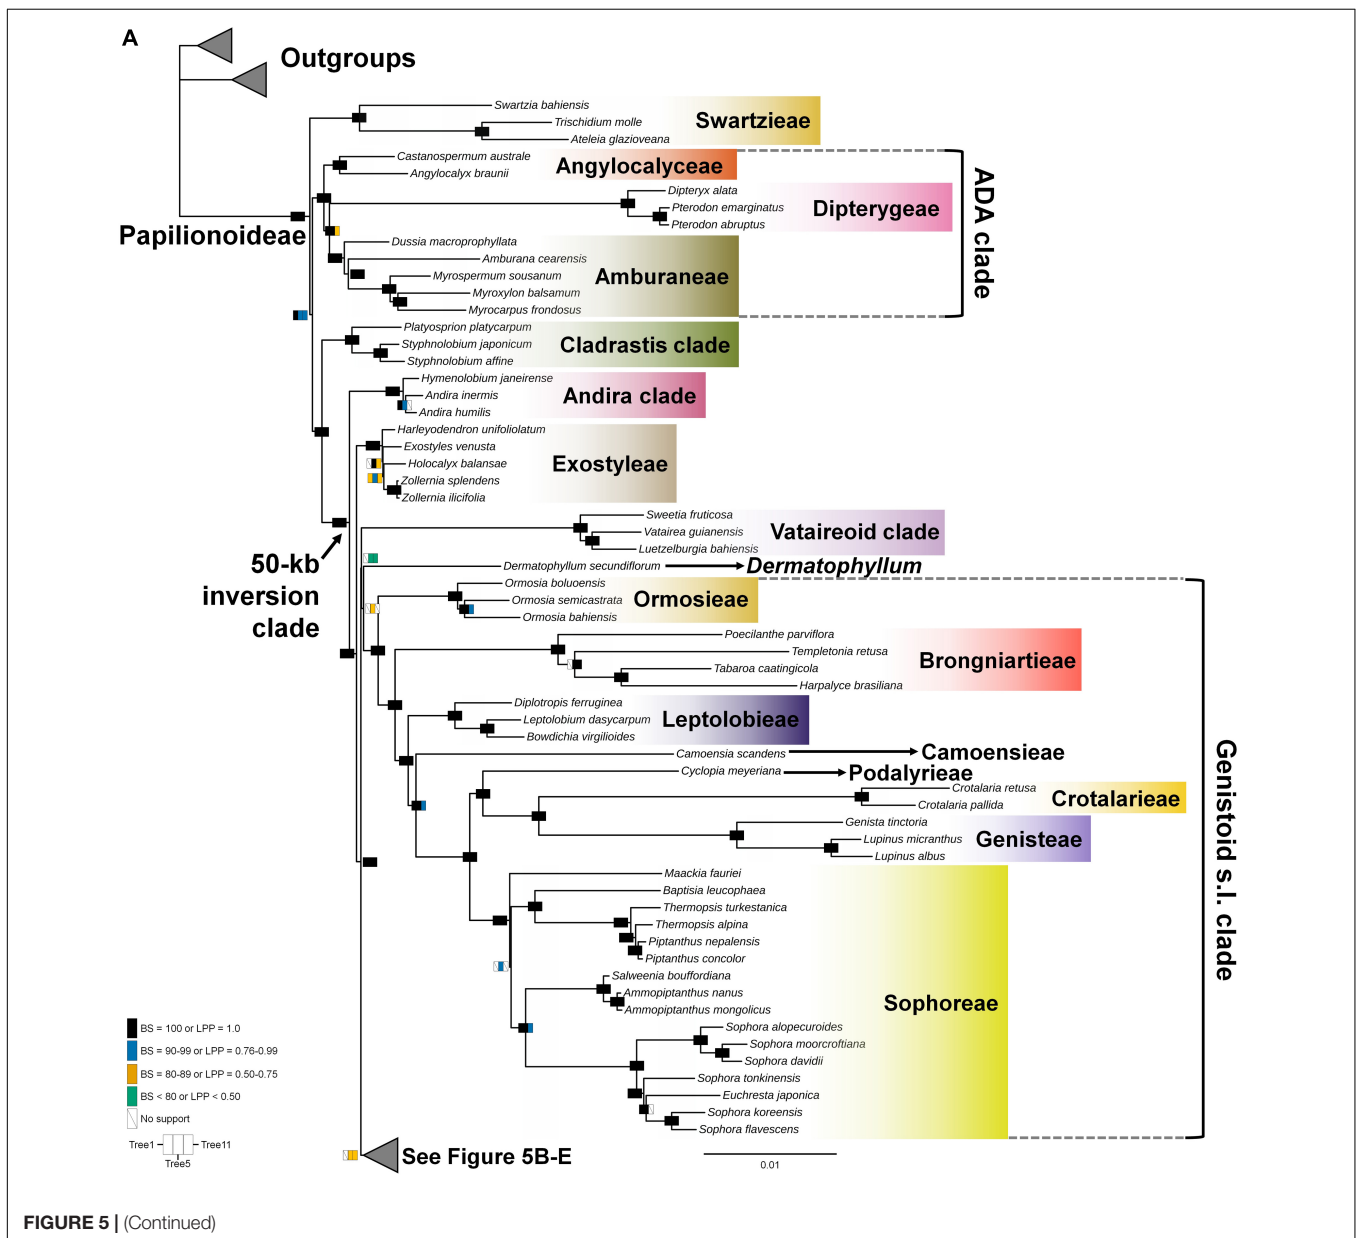 A
Outgroups
Papilionoideae
Swartzia bahiensis
Trischidium molle
Ateleia glazioveana
Swartzieae
Castanospermum australe
Angylocalyx braunii
Angylocalyceae
Dipteryx alata
Pterodon emarginatus
Pterodon abruptus
Dipterygeae
Dussia macroprophyllata
Amburana cearensis
Myrospermum sousanum
Myroxylon balsamum
Myrocarpus frondosus
Amburaneae
ADA clade
Platyosprion platycarpum
Styphnolobium japonicum
Styphnolobium affine
Cladrastis clade
Hymenolobium janeirense
Andira inermis
Andira humilis
Andira clade
Harleyodendron unifoliolatum
Exostyles venusta
Holocalyx balansae
Zollernia splendens
Zollernia ilicifolia
Exostyleae
50-kb
inversion
clade
Sweetia fruticosa
Vatairea guianensis
Luetzelburgia bahiensis
Vataireoid clade
Dermatophyllum secundiflorum
Dermatophyllum
Ormosia boluoensis
Ormosia semicastrata
Ormosia bahiensis
Ormosieae
Poecilanthe parviflora
Templetonia retusa
Tabaroa caatingicola
Harpalyce brasiliana
Brongniartieae
Diplotropis ferruginea
Leptolobium dasycarpum
Bowdichia virgilioides
Leptolobieae
Camoensia scandens
Camoensieae
Cyclopia meyeriana
Podalyrieae
Crotalaria retusa
Crotalaria pallida
Crotalarieae
Genista tinctoria
Lupinus micranthus
Lupinus albus
Genisteae
Maackia fauriei
Baptisia leucophaea
Thermopsis turkestanica
Thermopsis alpina
Piptanthus nepalensis
Piptanthus concolor
Salweenia bouffordiana
Ammopiptanthus nanus
Ammopiptanthus mongolicus
Sophora alopecuroides
Sophora moorcroftiana
Sophora davidii
Sophora tonkinensis
Euchresta japonica
Sophora koreensis
Sophora flavescens
Sophoreae
Genistoid s.l. clade
BS = 100 or LPP = 1.0
BS = 90-99 or LPP = 0.76-0.99
BS = 80-89 or LPP = 0.50-0.75
BS < 80 or LPP < 0.50
No support
Tree1
Tree11
Tree5
See Figure 5B-E
0.01
FIGURE 5 | (Continued)